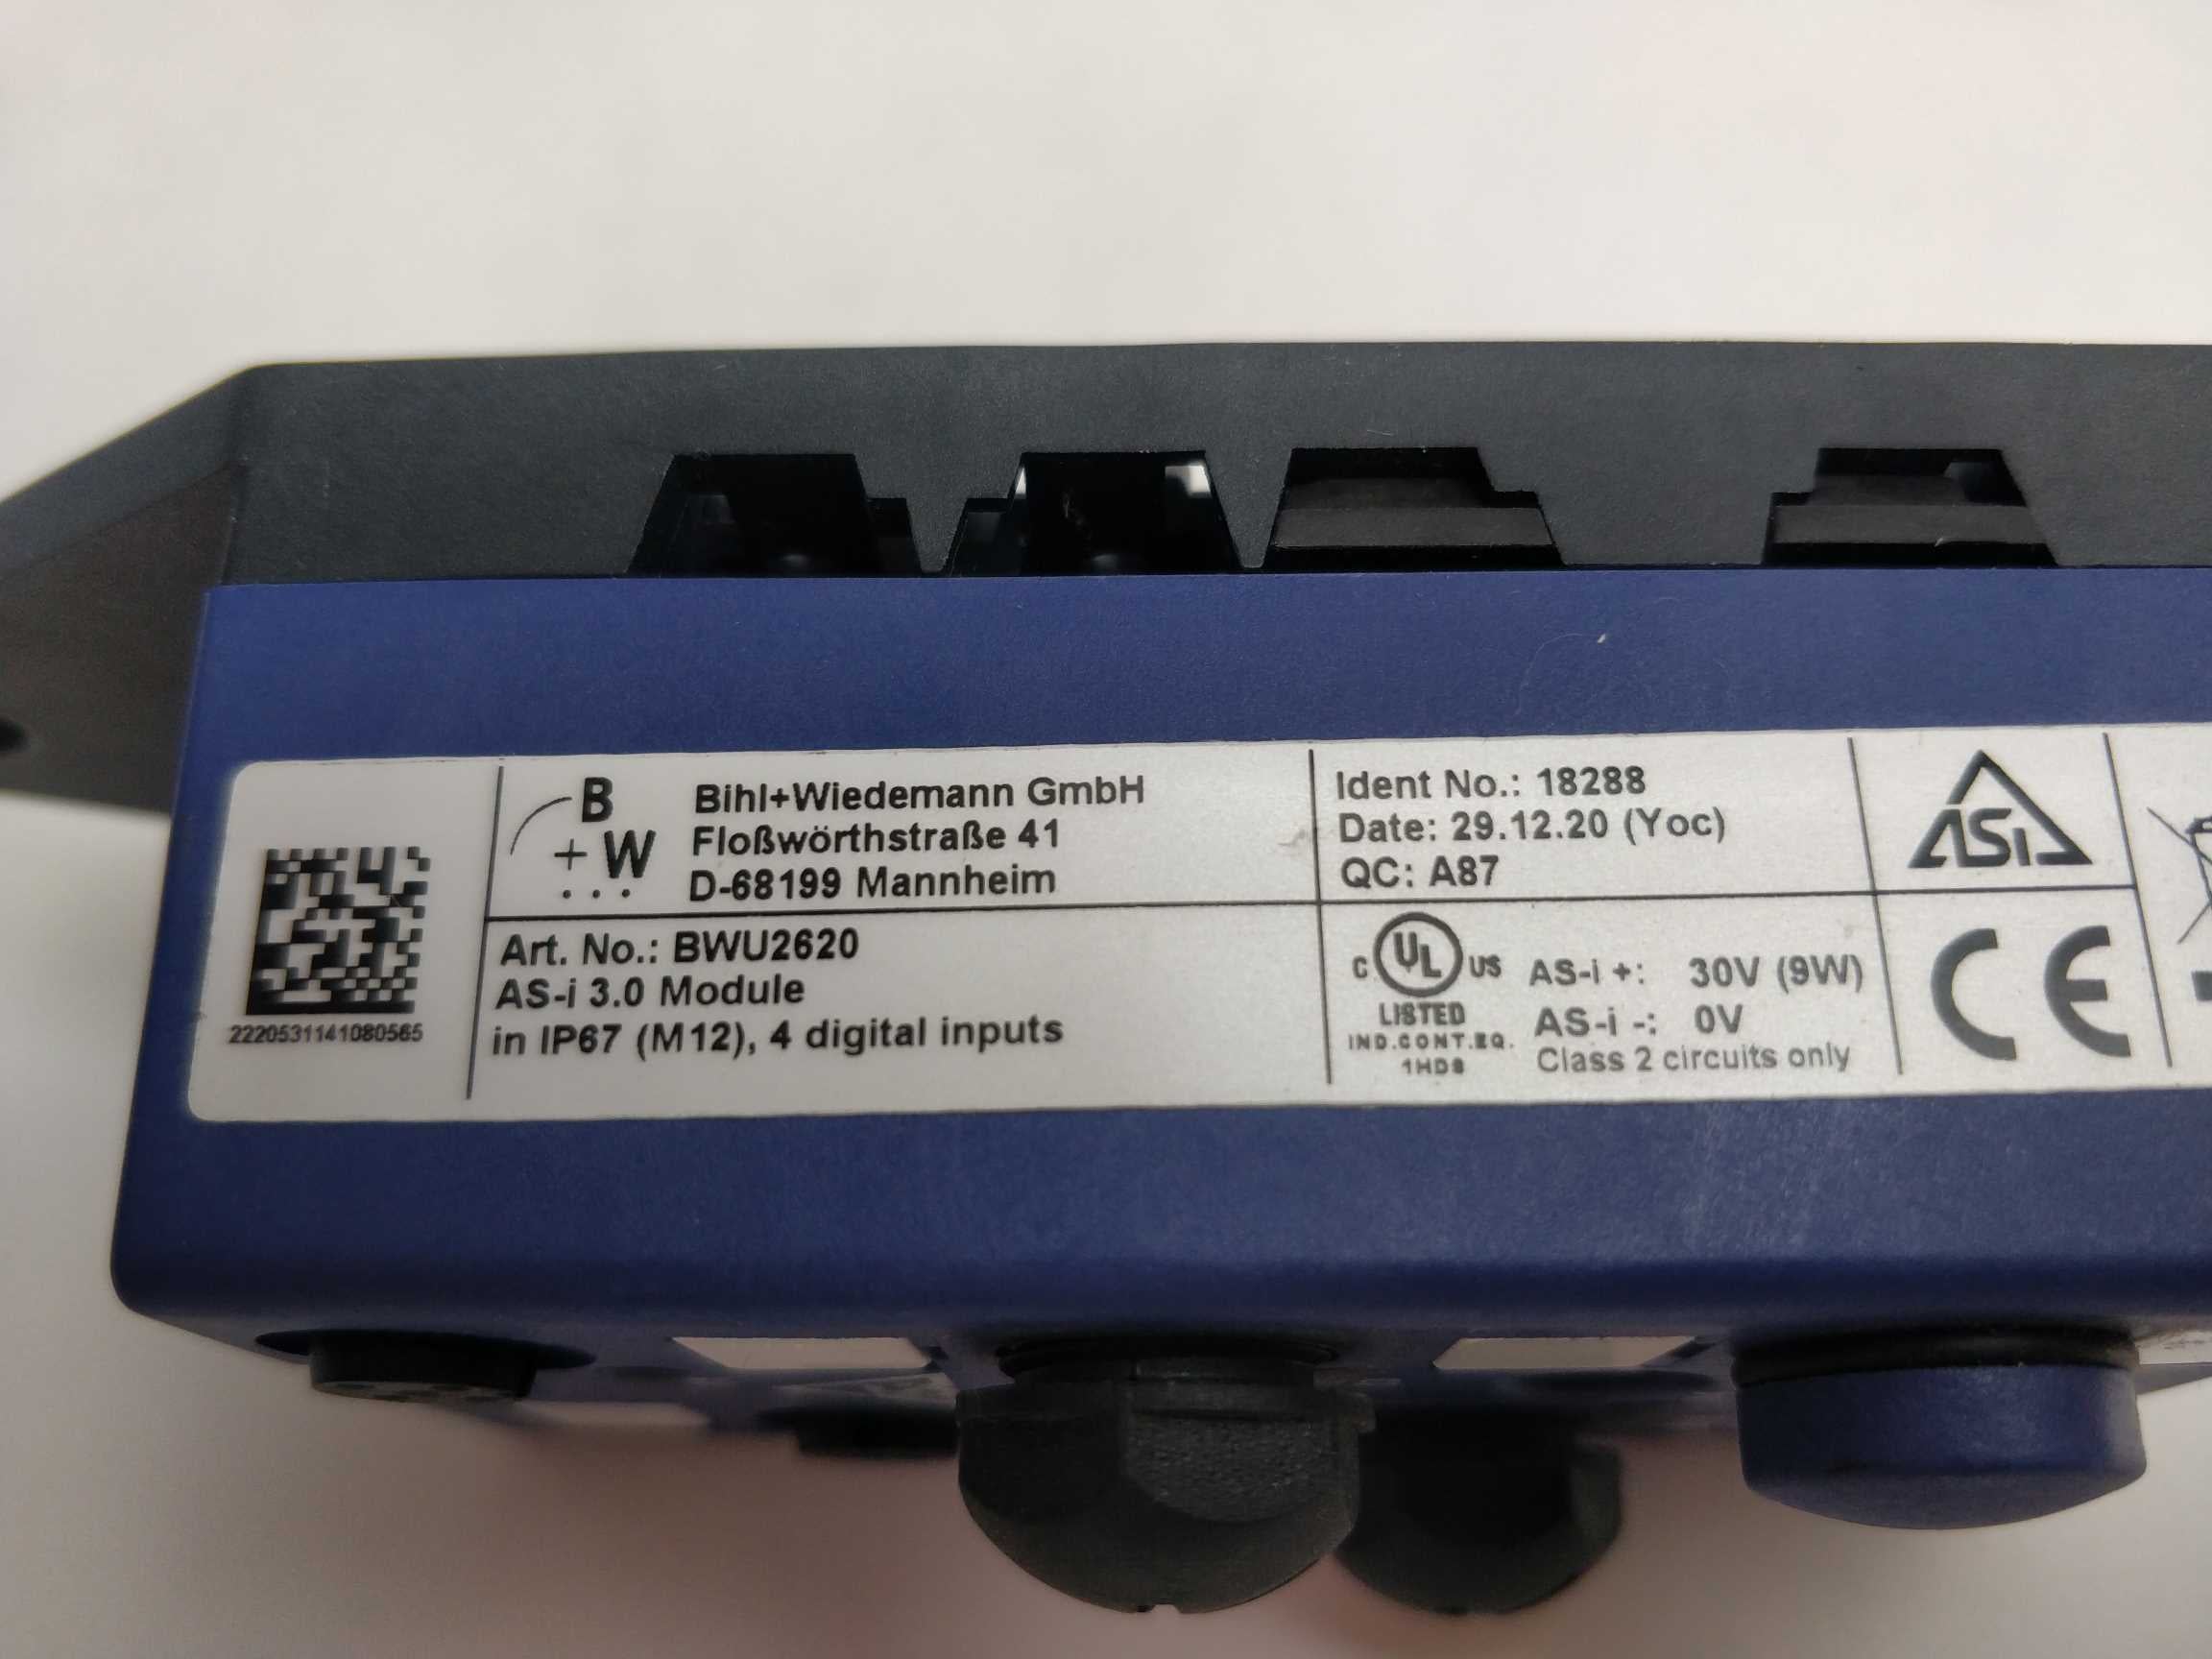 2220531141080565
B
+W
...
Bihl+Wiedemann GmbH
Floßwörthstraße 41
D-68199 Mannheim
Art. No.: BWU2620
AS-i 3.0 Module
in IP67 (M12), 4 digital inputs
Ident No.: 18288
Date: 29.12.20 (Yoc)
QC: A87
C UL US
LISTED
IND.CONT.EQ.
1HD8
AS-i +: 30V (9W)
AS-i -: 0V
Class 2 circuits only
ASi
CE